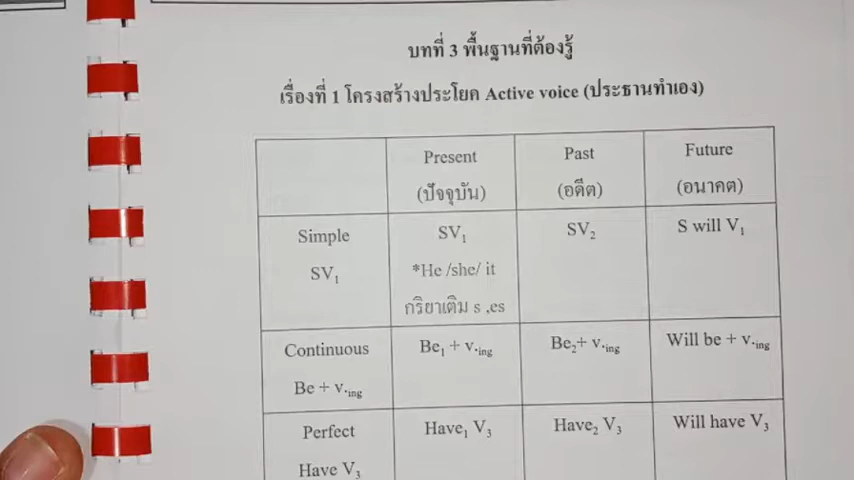 บทที่ 3 พื้นฐานที่ต้องรู้
เรื่องที่ 1 โครงสร้างประโยค Active voice (ประธานทำเอง)
Present Past Future
(ปัจจุบัน) (อดีต) (อนาคต)
Simple SV₁ SV₂ S will V₁
SV₁ *He /she/ it
กริยาเติม s ,es
Continuous Be₁ + v.ing Be₂+ v.ing Will be + v.ing
Be + v.ing
Perfect Have₁ V₃ Have₂ V₃ Will have V₃
Have V₃